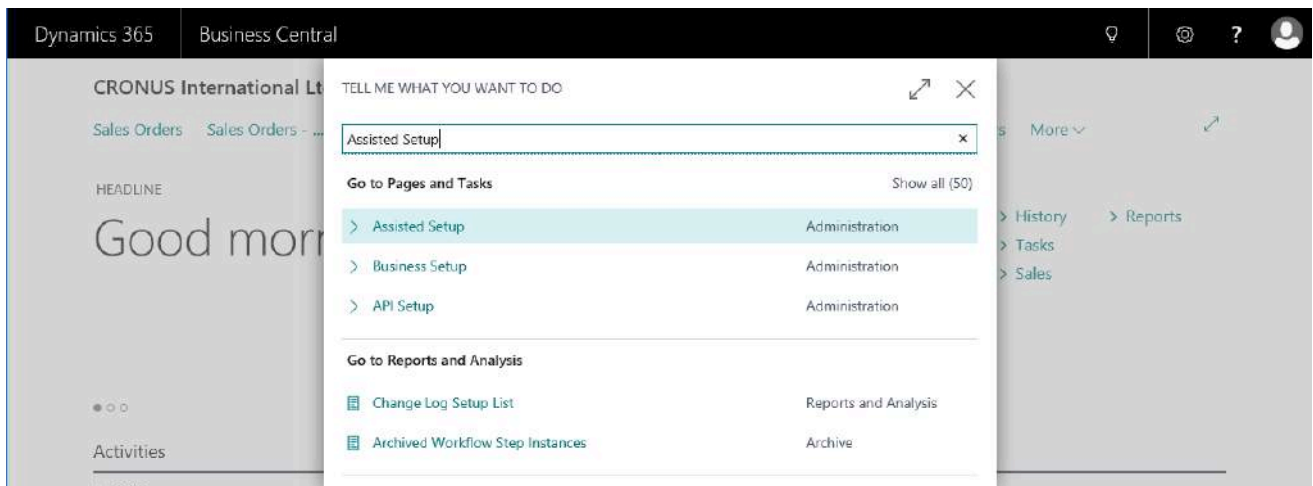 Dynamics 365 Business Central ?
CRONUS International Lt
TELL ME WHAT YOU WANT TO DO
Sales Orders Sales Orders - ... s More
Assisted Setup
HEADLINE
Go to Pages and Tasks Show all (50)
Good morr
Assisted Setup Administration
> History > Reports
> Tasks
Business Setup Administration
> Sales
API Setup Administration
Go to Reports and Analysis
Change Log Setup List Reports and Analysis
Archived Workflow Step Instances Archive
Activities